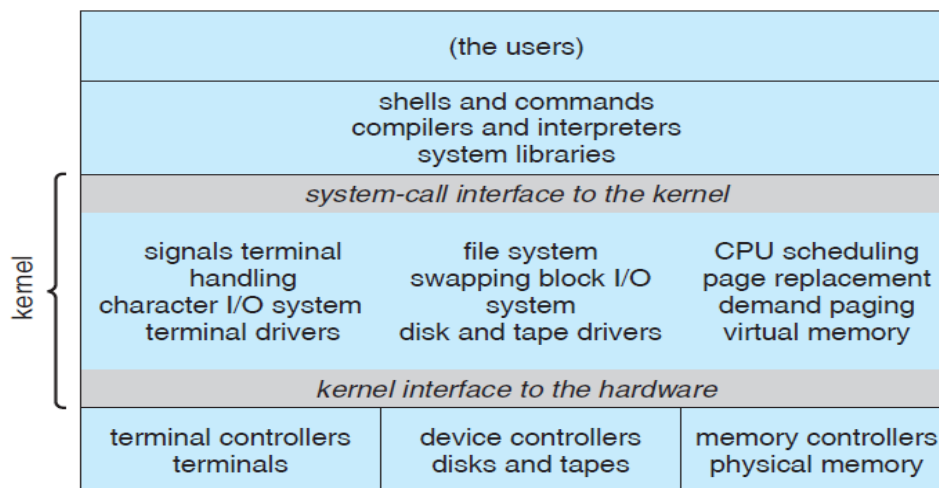 (the users)
shells and commands
compilers and interpreters
system libraries
kernel
system-call interface to the kernel
signals terminal
handling
character I/O system
terminal drivers
file system
swapping block I/O
system
disk and tape drivers
CPU scheduling
page replacement
demand paging
virtual memory
kernel interface to the hardware
terminal controllers
terminals
device controllers
disks and tapes
memory controllers
physical memory